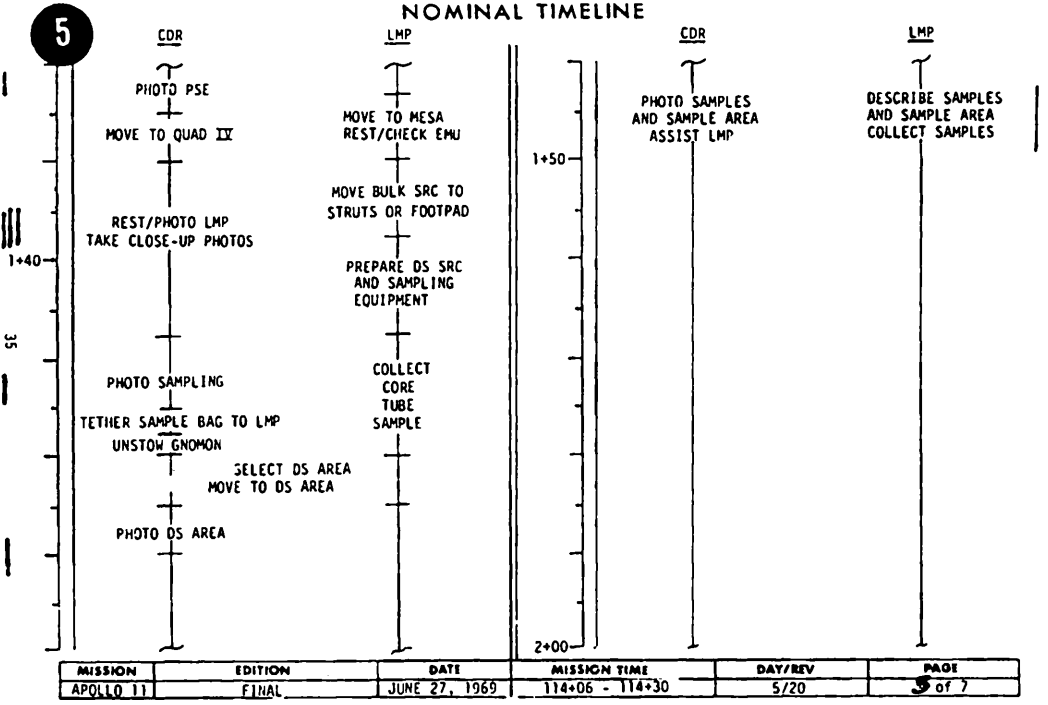 NOMINAL TIMELINE
5
CDR
LMP
PHOTO PSE
MOVE TO QUAD IV
MOVE TO MESA
REST/CHECK EMU
MOVE BULK SRC TO
STRUTS OR FOOTPAD
REST/PHOTO LMP
TAKE CLOSE-UP PHOTOS
1+40
PREPARE DS SRC
AND SAMPLING
EQUIPMENT
35
PHOTO SAMPLING
COLLECT
CORE
TUBE
SAMPLE
TETHER SAMPLE BAG TO LMP
UNSTOW GNOMON
SELECT DS AREA
MOVE TO DS AREA
PHOTO DS AREA
CDR
LMP
PHOTO SAMPLES
AND SAMPLE AREA
ASSIST LMP
DESCRIBE SAMPLES
AND SAMPLE AREA
COLLECT SAMPLES
1+50
2+00
MISSION EDITION DATE MISSION TIME DAY/REV PAGE
APOLLO 11 FINAL JUNE 27, 1969 114+06 - 114+30 5/20 5 of 7